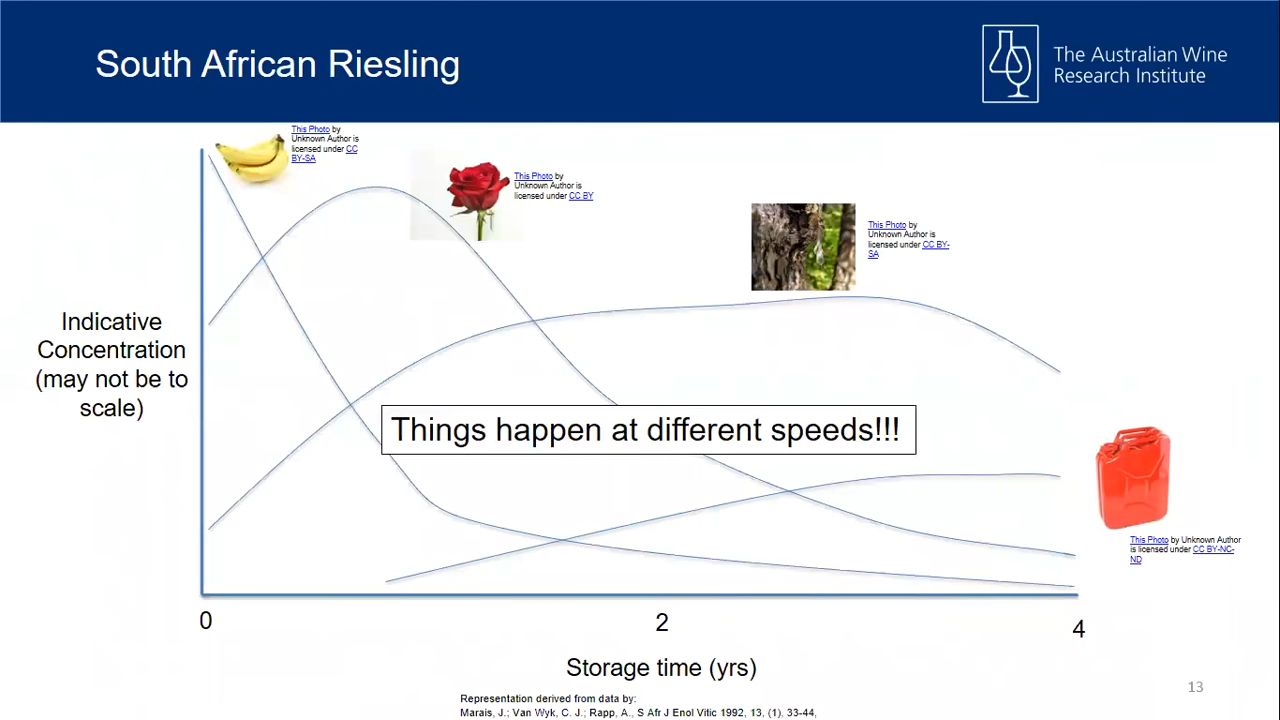 South African Riesling
The Australian Wine
Research Institute
This Photo by
Unknown Author is
licensed under CC
BY-SA
This Photo by
Unknown Author is
licensed under CC BY
This Photo by
Unknown Author is
licensed under CC BY-
SA
Indicative
Concentration
(may not be to
scale)
Things happen at different speeds!!!
This Photo by Unknown Author
is licensed under CC BY-NC-
ND
0
2
4
Storage time (yrs)
13
Representation derived from data by:
Marais, J.; Van Wyk, C. J.; Rapp, A., S Afr J Enol Vitic 1992, 13, (1), 33-44,